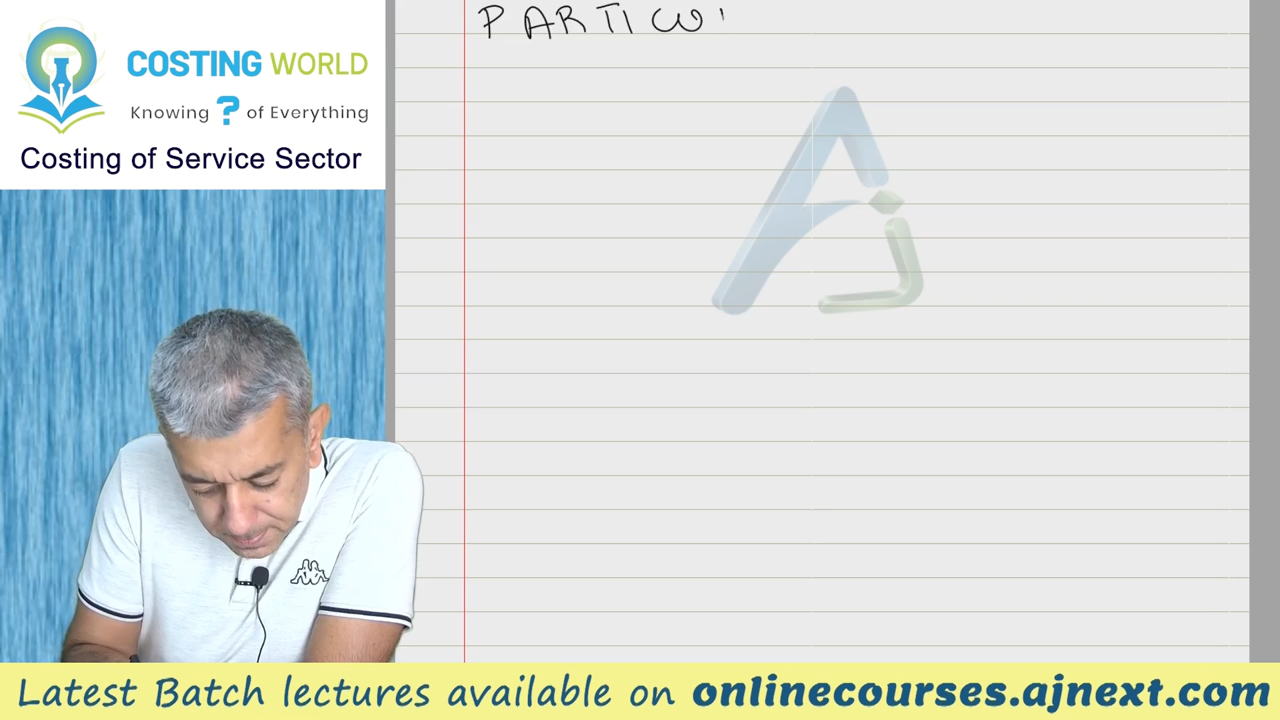 COSTING WORLD
Knowing ? of Everything
Costing of Service Sector
PARTICU
Latest Batch lectures available on onlinecourses.ajnext.com